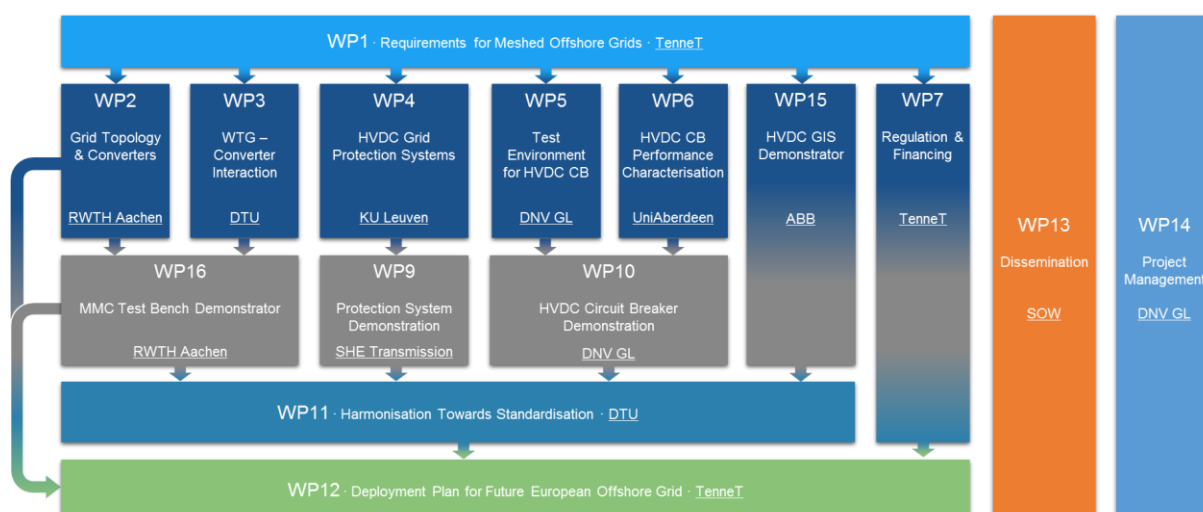 WP1 · Requirements for Meshed Offshore Grids · TenneT
WP2
Grid Topology
& Converters
RWTH Aachen
WP3
WTG –
Converter
Interaction
DTU
WP4
HVDC Grid
Protection Systems
KU Leuven
WP5
Test
Environment
for HVDC CB
DNV GL
WP6
HVDC CB
Performance
Characterisation
UniAberdeen
WP15
HVDC GIS
Demonstrator
ABB
WP7
Regulation &
Financing
TenneT
WP16
MMC Test Bench Demonstrator
RWTH Aachen
WP9
Protection System
Demonstration
SHE Transmission
WP10
HVDC Circuit Breaker
Demonstration
DNV GL
WP11 · Harmonisation Towards Standardisation · DTU
WP12 · Deployment Plan for Future European Offshore Grid · TenneT
WP13
Dissemination
SOW
WP14
Project
Management
DNV GL